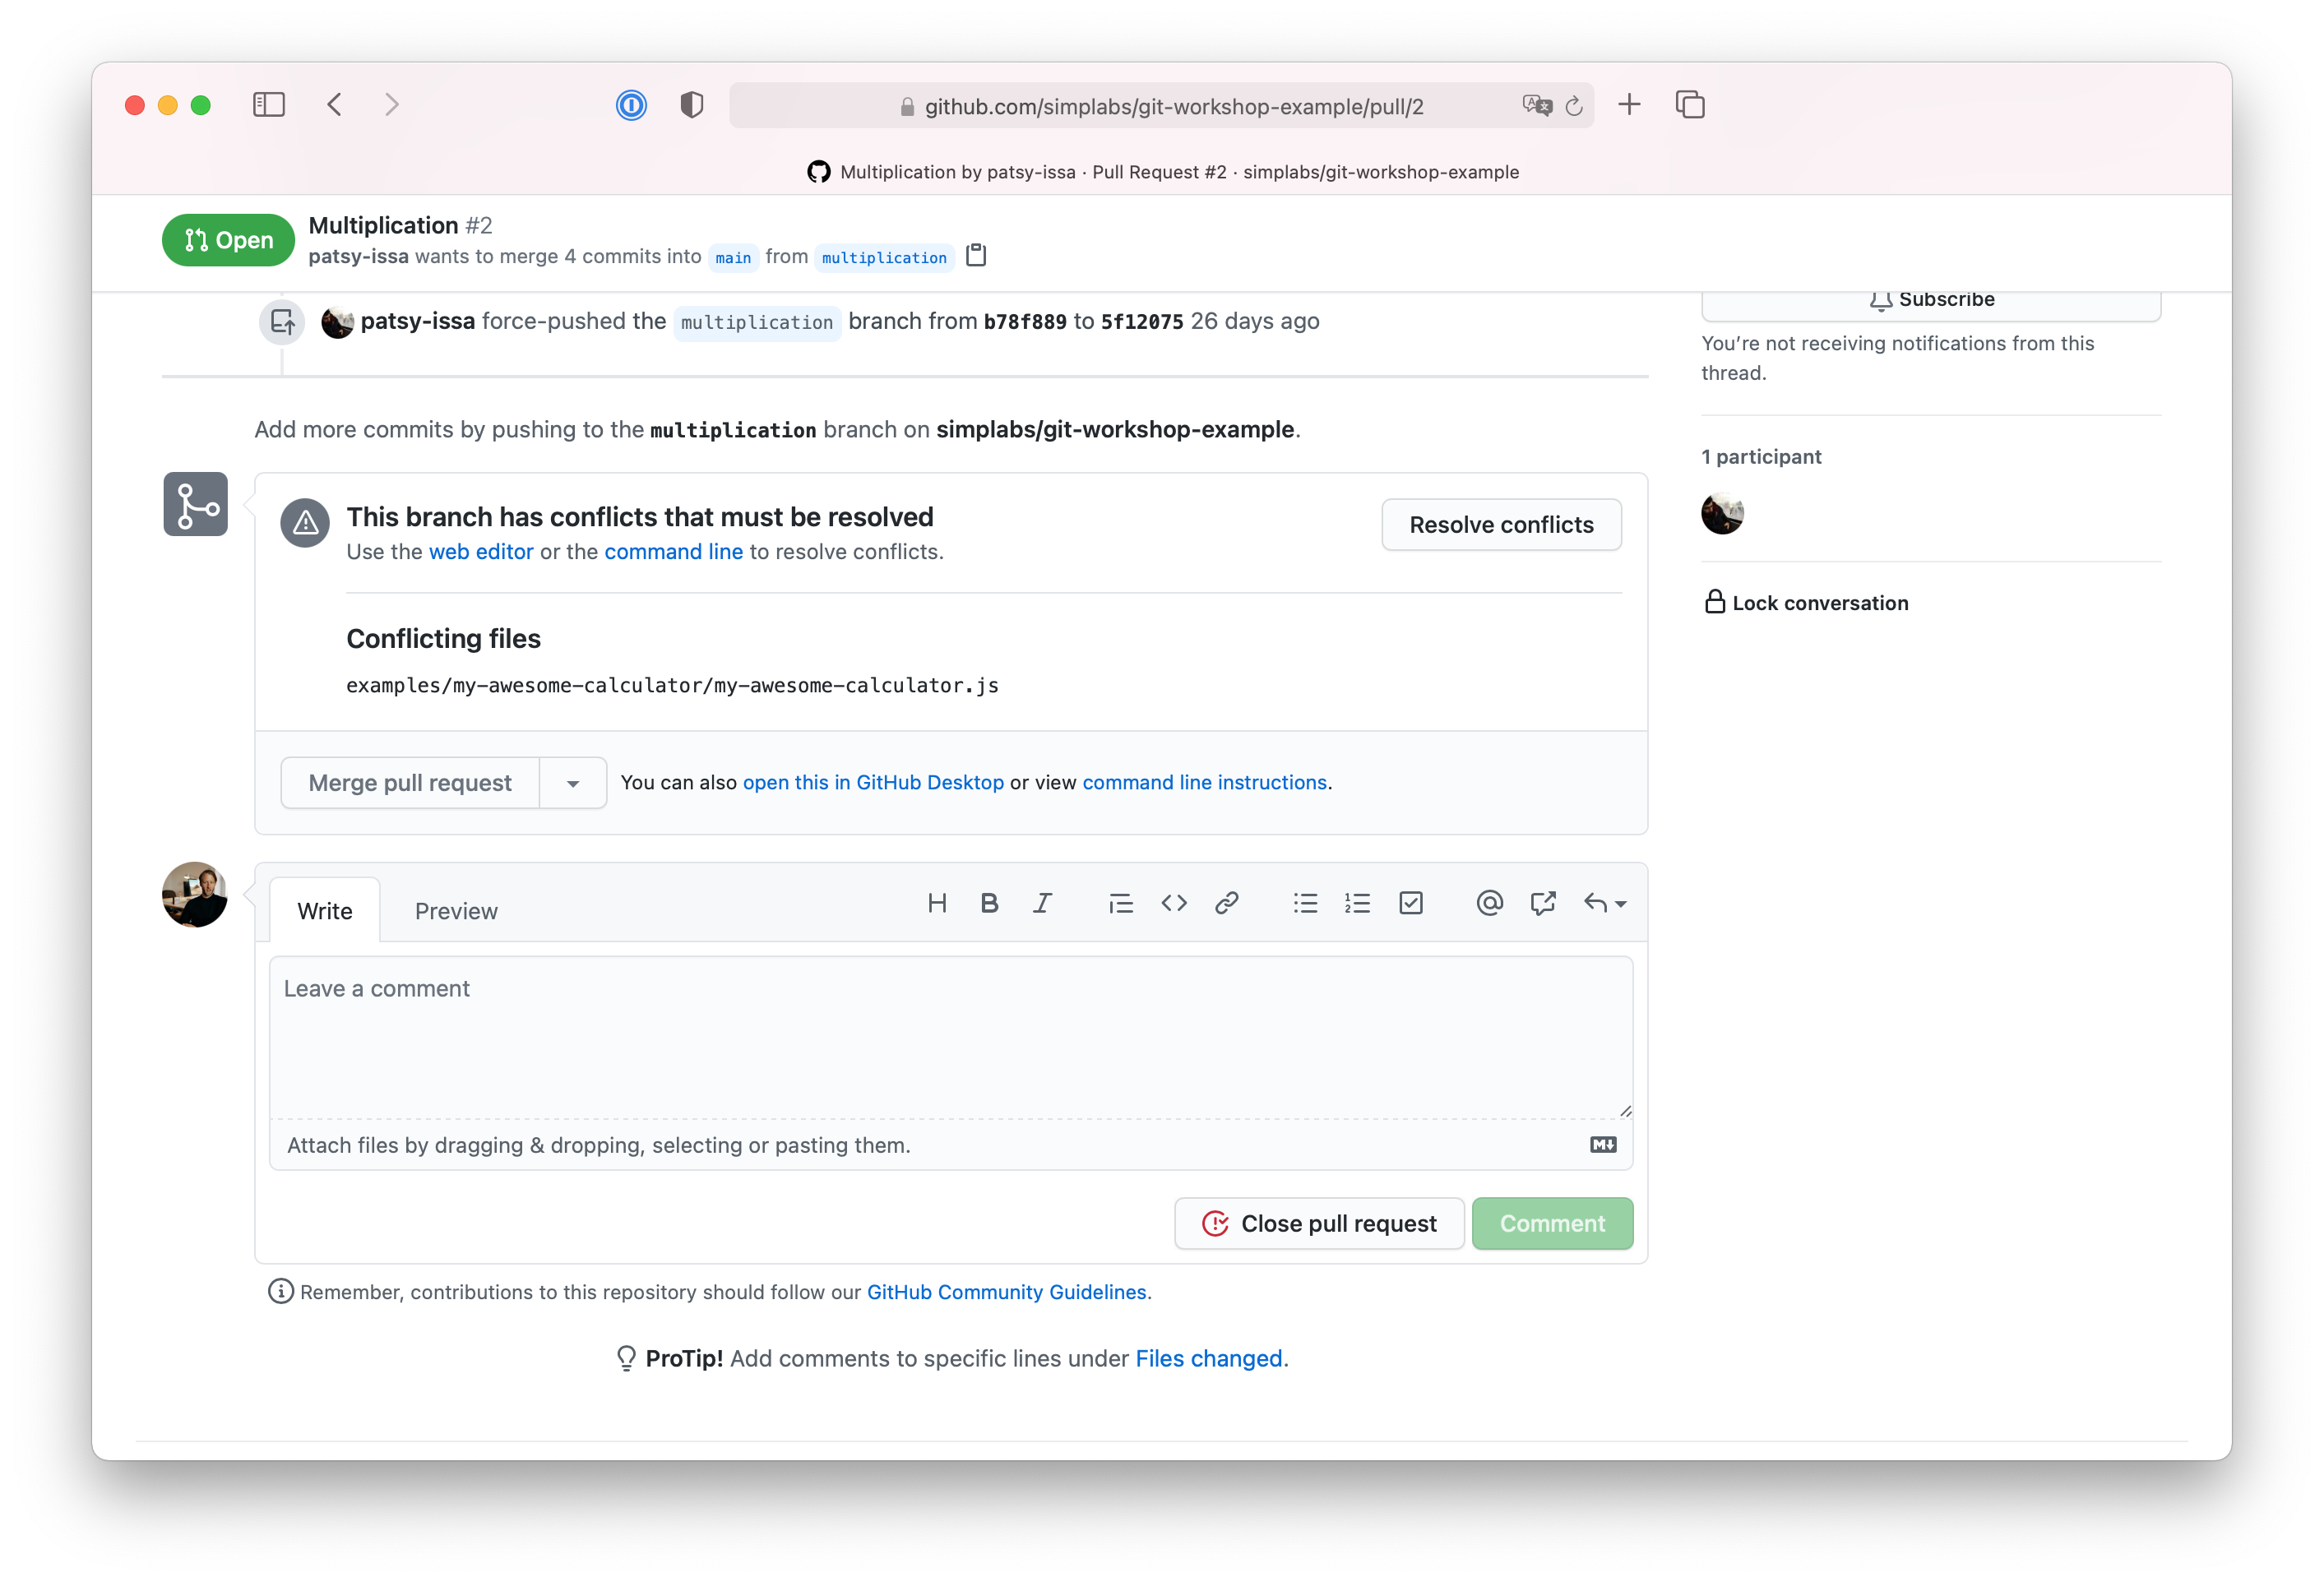 github.com/simplabs/git-workshop-example/pull/2
Multiplication by patsy-issa · Pull Request #2 · simplabs/git-workshop-example
Open
Multiplication #2
patsy-issa wants to merge 4 commits into main from multiplication
patsy-issa force-pushed the multiplication branch from b78f889 to 5f12075 26 days ago
Subscribe
You’re not receiving notifications from this
thread.
1 participant
Lock conversation
Add more commits by pushing to the multiplication branch on simplabs/git-workshop-example.
This branch has conflicts that must be resolved
Use the web editor or the command line to resolve conflicts.
Resolve conflicts
Conflicting files
examples/my-awesome-calculator/my-awesome-calculator.js
Merge pull request
You can also open this in GitHub Desktop or view command line instructions.
Write
Preview
Leave a comment
Attach files by dragging & dropping, selecting or pasting them.
Close pull request
Comment
Remember, contributions to this repository should follow our GitHub Community Guidelines.
ProTip! Add comments to specific lines under Files changed.